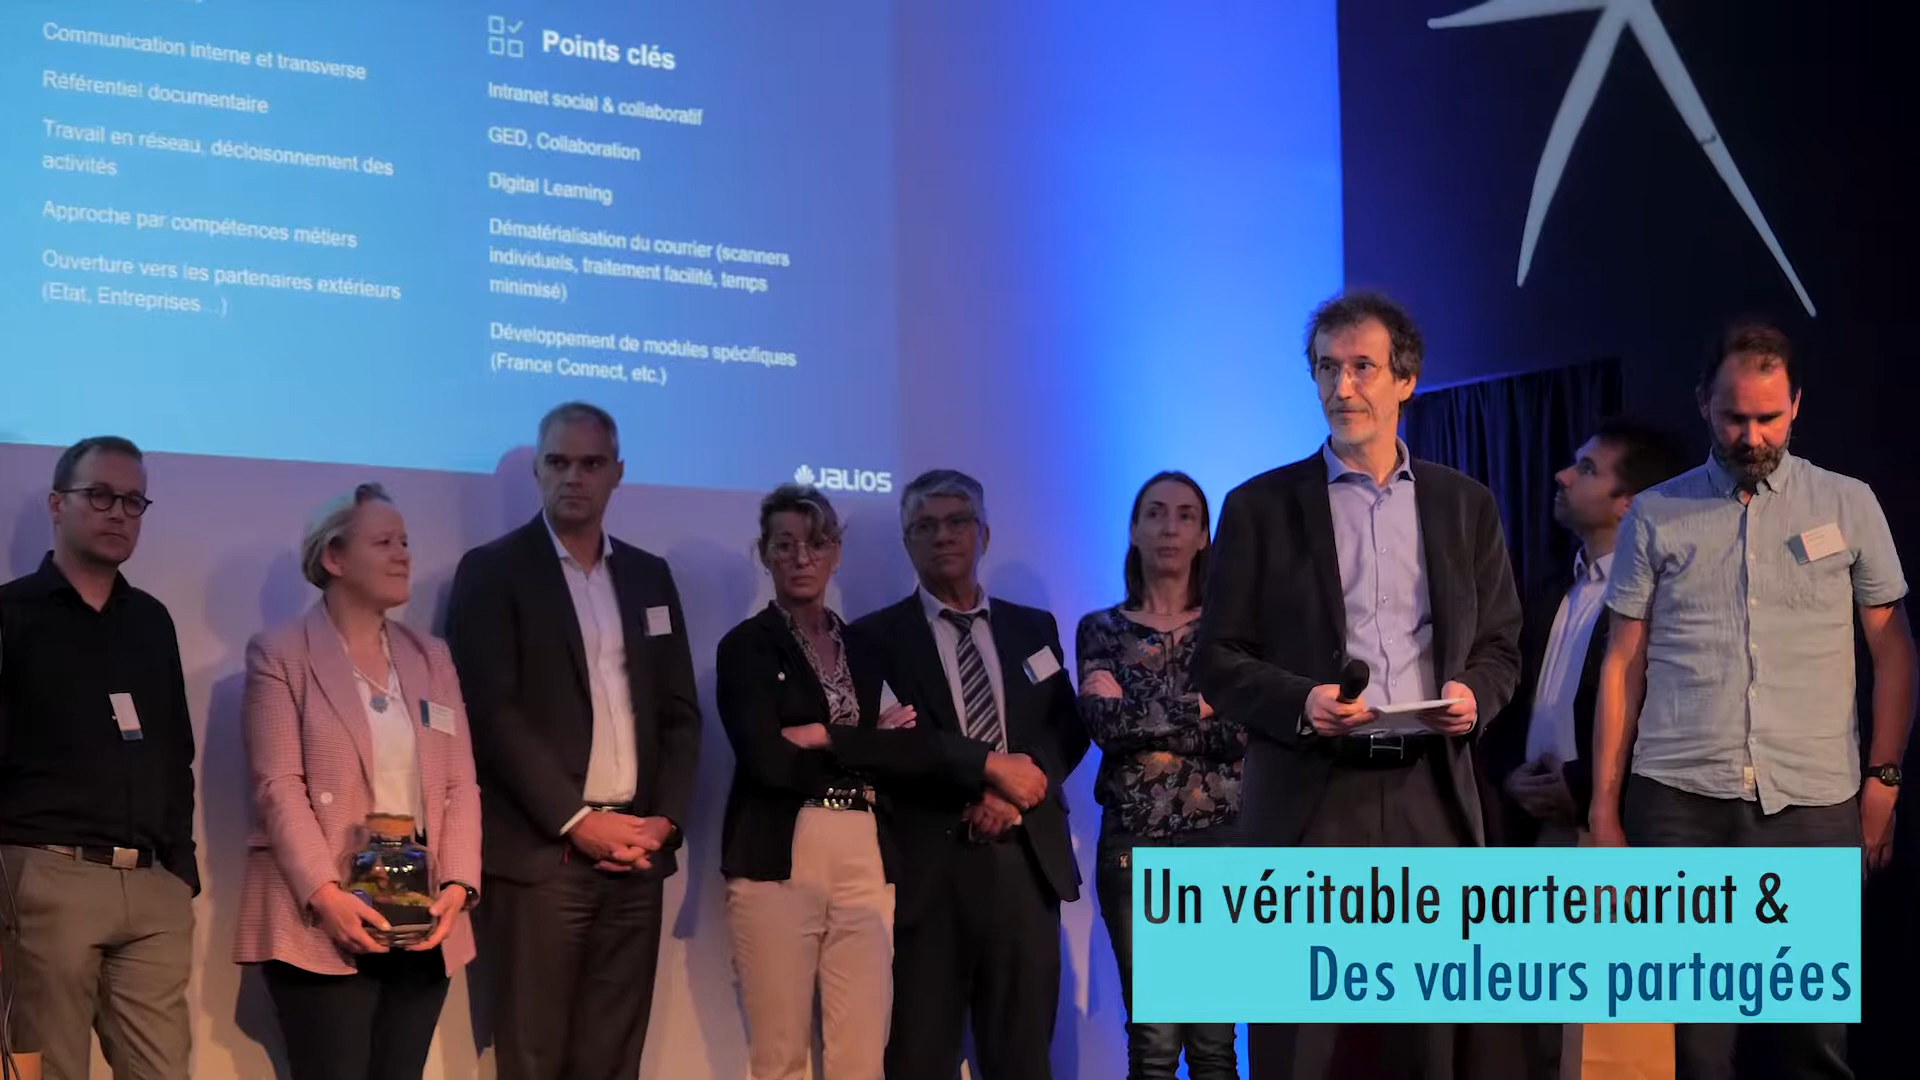 Communication interne et transverse
Référentiel documentaire
Travail en réseau, décloisonnement des
activités
Approche par compétences métiers
Ouverture vers les partenaires extérieurs
(Etat, Entreprises...)
Points clés
Intranet social & collaboratif
GED, Collaboration
Digital Learning
Dématérialisation du courrier (scanners
individuels, traitement facilité, temps
minimisé)
Développement de modules spécifiques
(France Connect, etc.)
JALIOS
Un véritable partenariat &
Des valeurs partagées